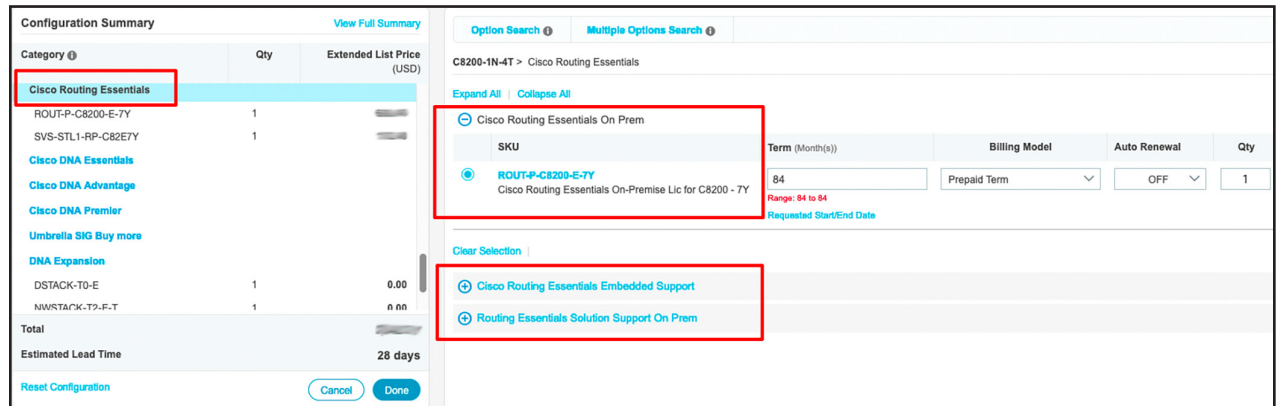 Configuration Summary
View Full Summary
Category
Qty
Extended List Price
(USD)
Cisco Routing Essentials
ROUT-P-C8200-E-7Y 1
SVS-STL1-RP-C82E7Y 1
Cisco DNA Essentials
Cisco DNA Advantage
Cisco DNA Premier
Umbrella SIG Buy more
DNA Expansion
DSTACK-T0-E 1 0.00
NWSTACK-T2-E-T 1 0.00
Total
Estimated Lead Time 28 days
Reset Configuration
Cancel
Done
Option Search
Multiple Options Search
C8200-1N-4T > Cisco Routing Essentials
Expand All | Collapse All
Cisco Routing Essentials On Prem
SKU Term (Month(s)) Billing Model Auto Renewal Qty
ROUT-P-C8200-E-7Y
Cisco Routing Essentials On-Premise Lic for C8200 - 7Y
84 Prepaid Term OFF 1
Range: 84 to 84
Requested Start/End Date
Clear Selection |
Cisco Routing Essentials Embedded Support
Routing Essentials Solution Support On Prem